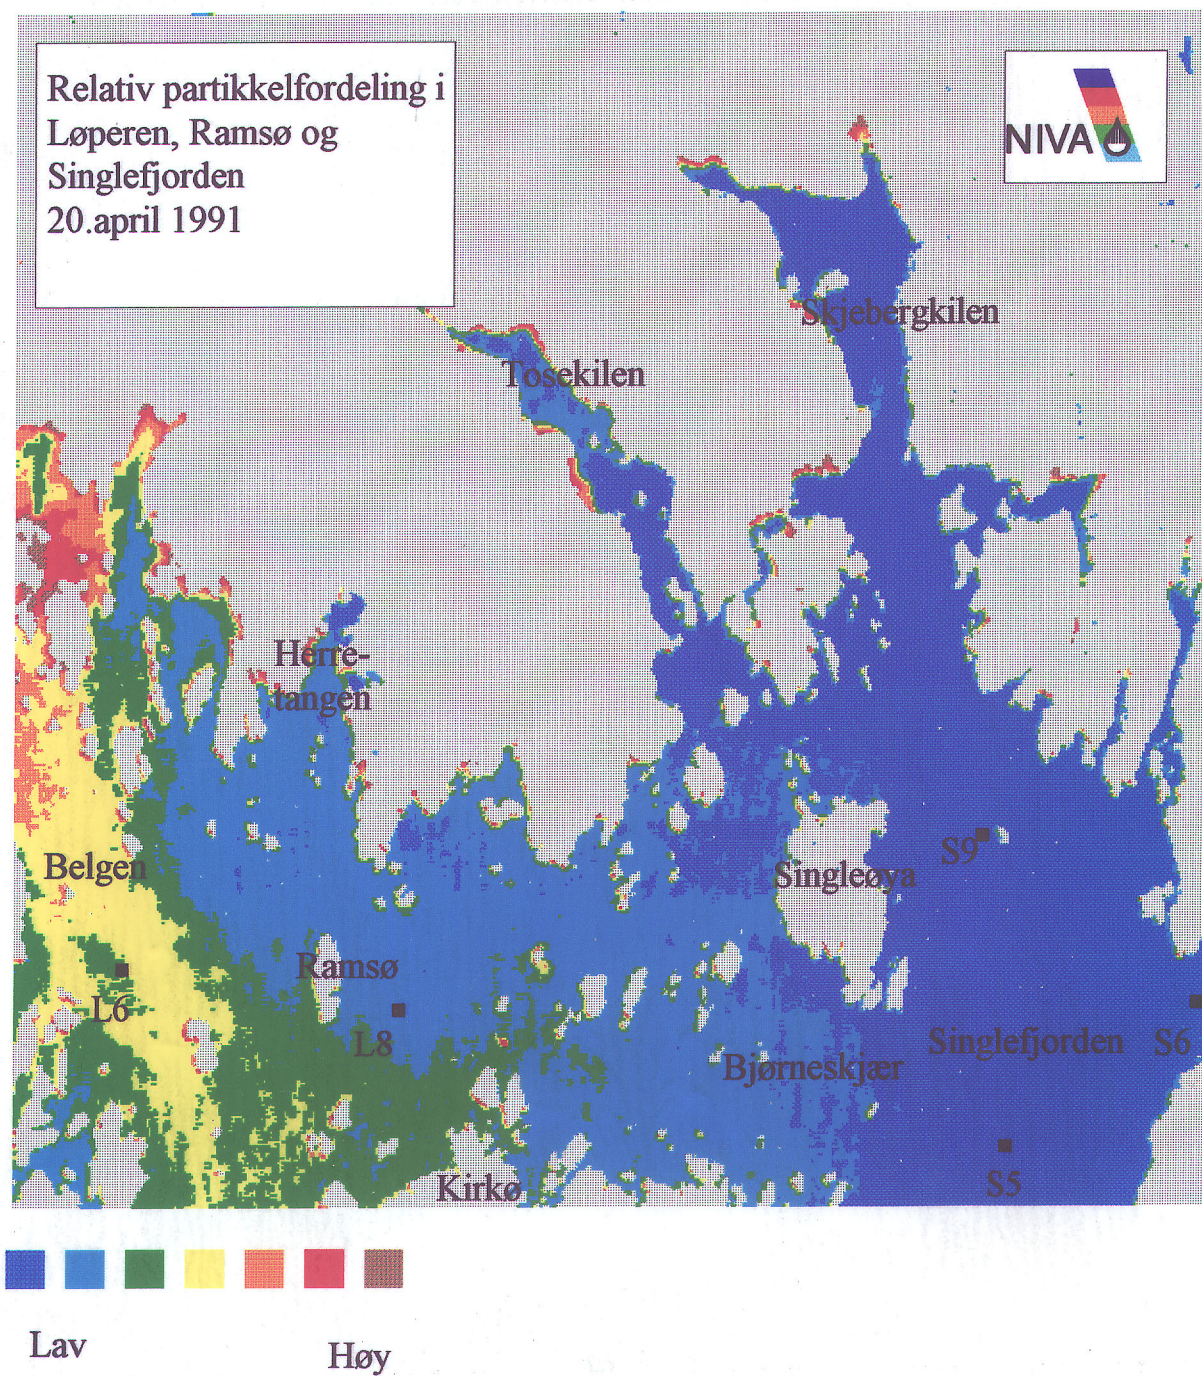 Relativ partikkelfordeling i
Løperen, Ramsø og
Singlefjorden
20.april 1991
NIVA
Skjebergkilen
Tosekilen
Herre-
tangen
Belgen
Singleøya
S9
Ramsø
L6
L8
Singlefjorden
S6
Bjørneskjær
Kirkø
S5
Lav
Høy